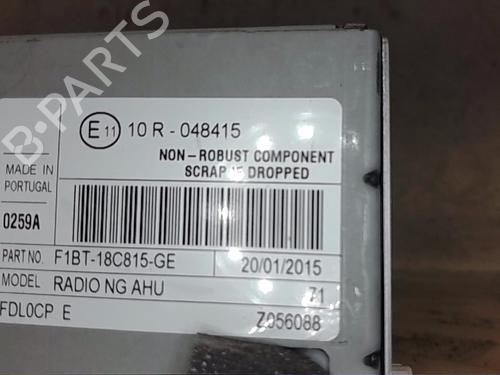 B-PARTS
E11 10 R - 048415
NON-ROBUST COMPONENT
SCRAP IF DROPPED
MADE IN
PORTUGAL
0259A
PART NO. F1BT-18C815-GE 20/01/2015
MODEL RADIO NG AHU 71
FDL0CP E Z056088